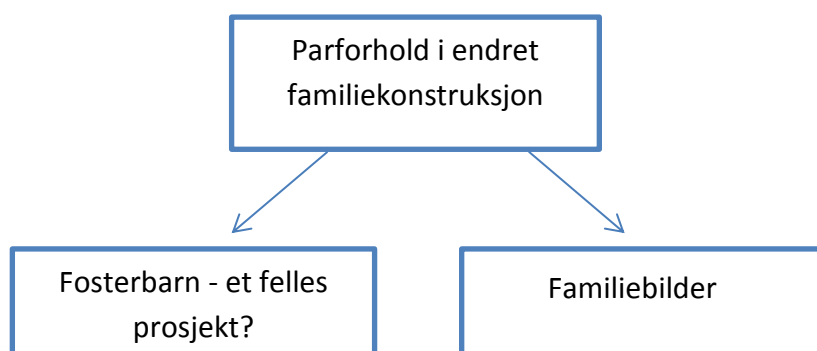 Parforhold i endret
familiekonstruksjon
Fosterbarn - et felles
prosjekt?
Familiebilder